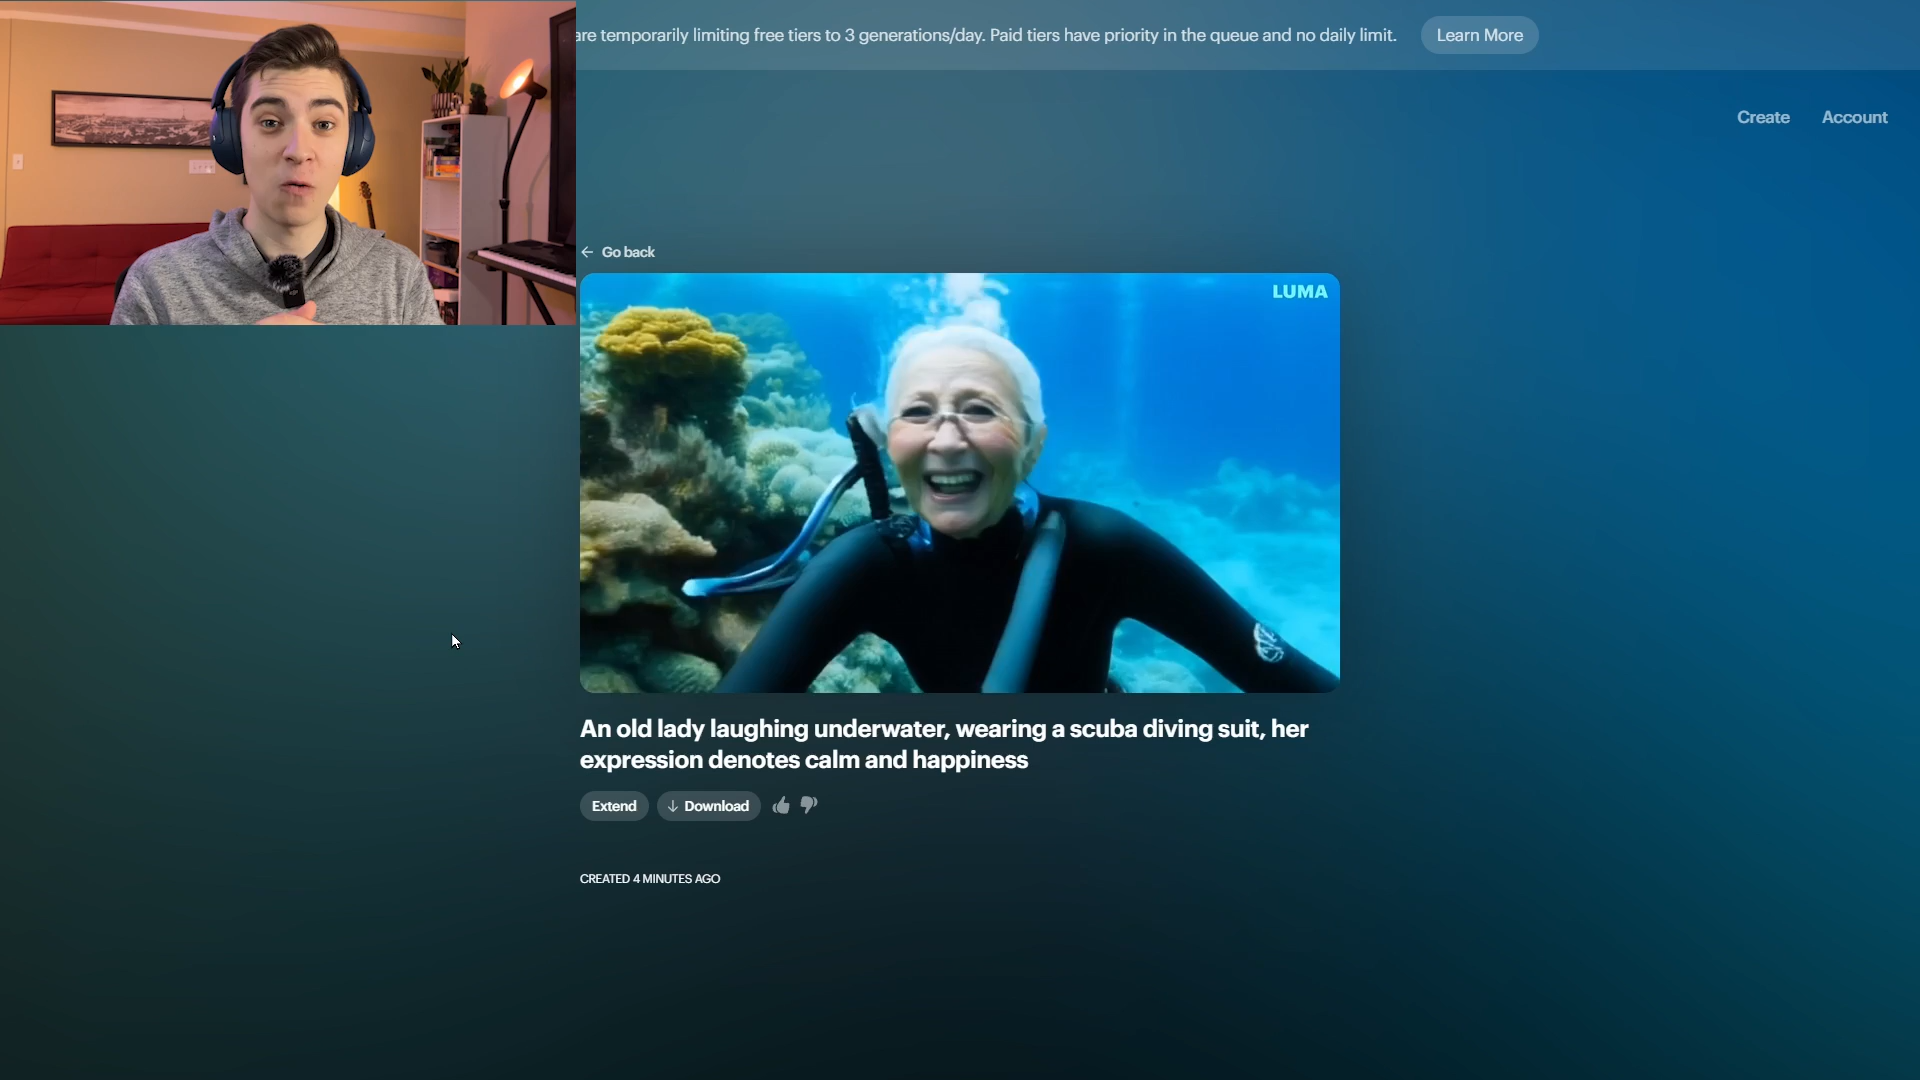 are temporarily limiting free tiers to 3 generations/day. Paid tiers have priority in the queue and no daily limit.
Learn More
Create
Account
Go back
LUMA
An old lady laughing underwater, wearing a scuba diving suit, her
expression denotes calm and happiness
Extend
Download
CREATED 4 MINUTES AGO